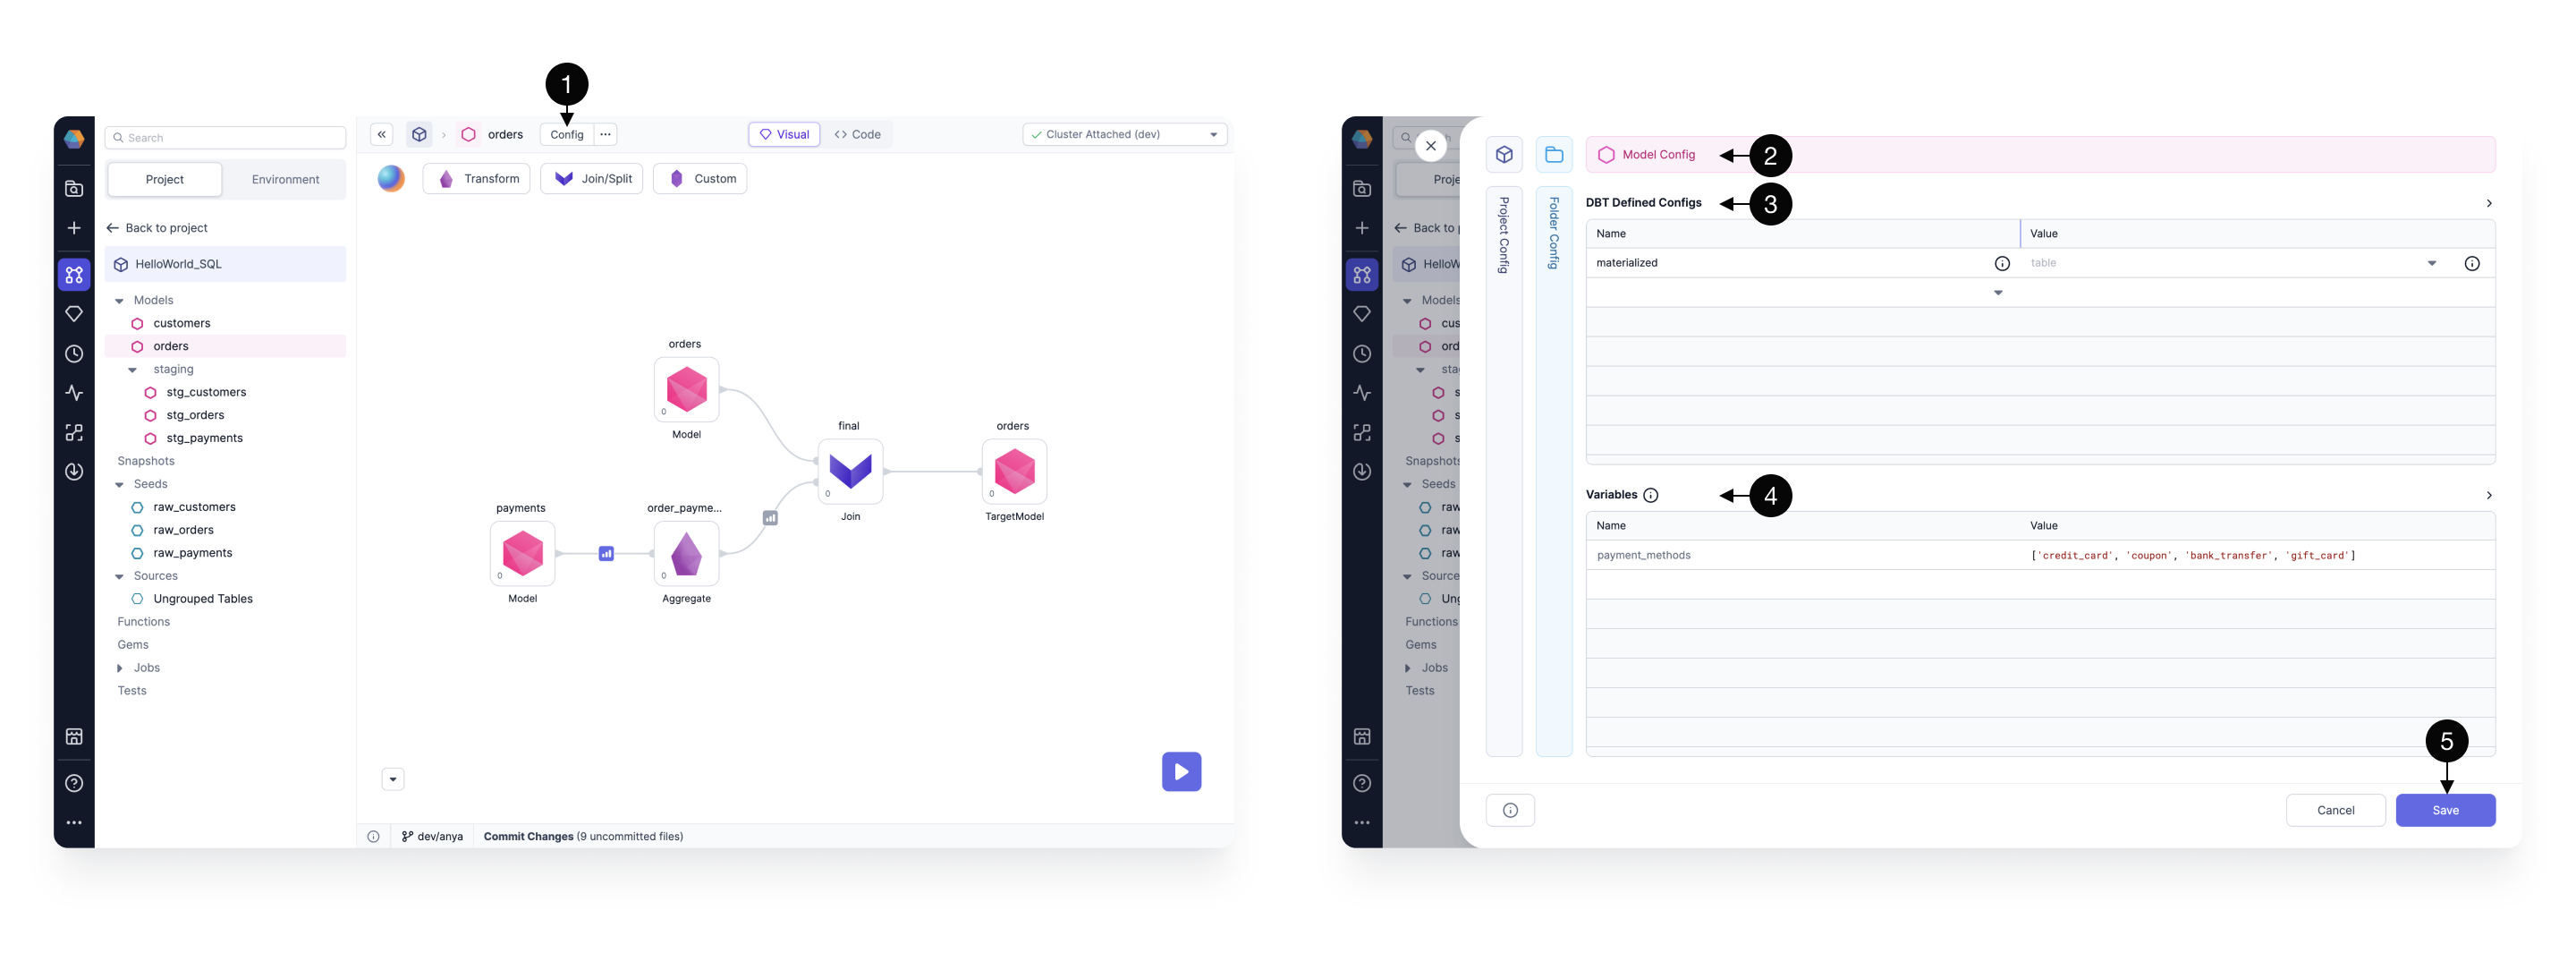 1
Search
Project
Environment
Back to project
HelloWorld_SQL
Models
customers
orders
staging
stg_customers
stg_orders
stg_payments
Snapshots
Seeds
raw_customers
raw_orders
raw_payments
Sources
Ungrouped Tables
Functions
Gems
Jobs
Tests
orders
Config
Visual
Code
Cluster Attached (dev)
Transform
Join/Split
Custom
orders
0
Model
final
0
Join
orders
0
TargetModel
payments
0
Model
order_payme...
0
Aggregate
dev/anya
Commit Changes (9 uncommitted files)
h
Proje
Back to p
HelloW
Models
cus
ord
sta
s
s
s
Snapshots
Seeds
raw
raw
raw
Source
Ung
Functions
Gems
Jobs
Tests
Project Config
Folder Config
Model Config
2
DBT Defined Configs
3
Name Value
materialized table
Variables
4
Name Value
payment_methods ['credit_card', 'coupon', 'bank_transfer', 'gift_card']
5
Cancel
Save